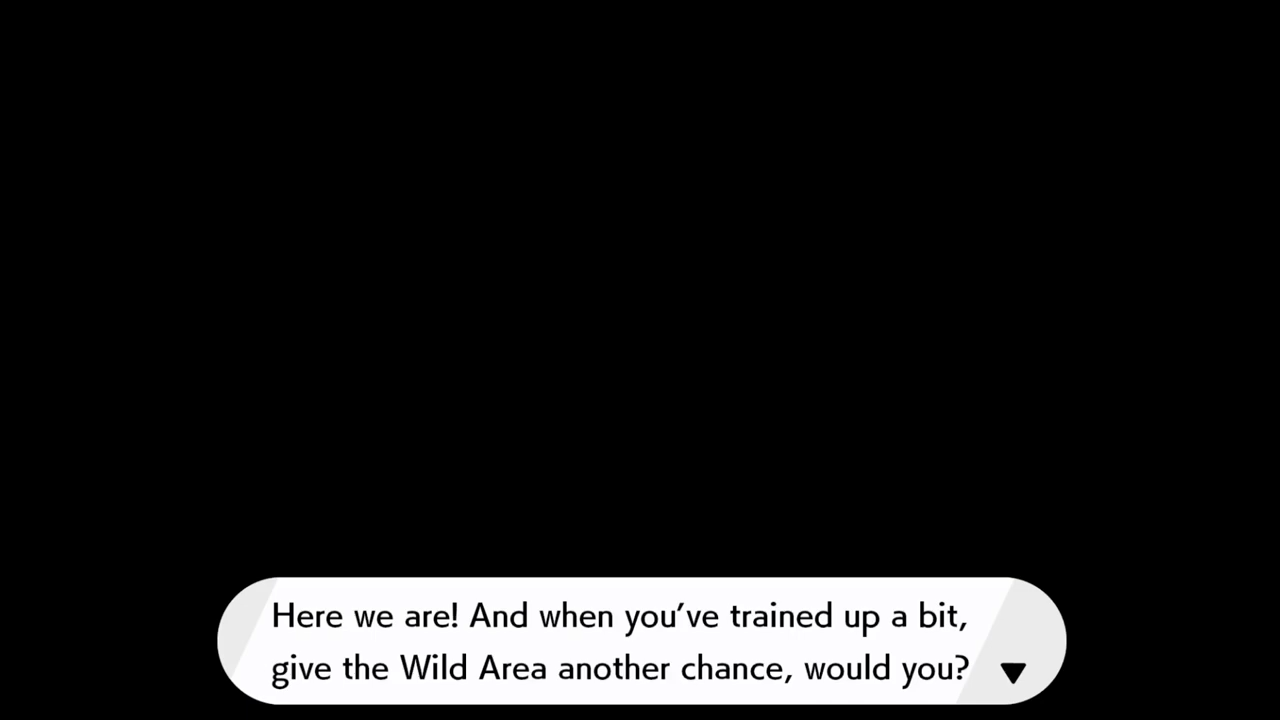 Here we are! And when you’ve trained up a bit,
give the Wild Area another chance, would you?